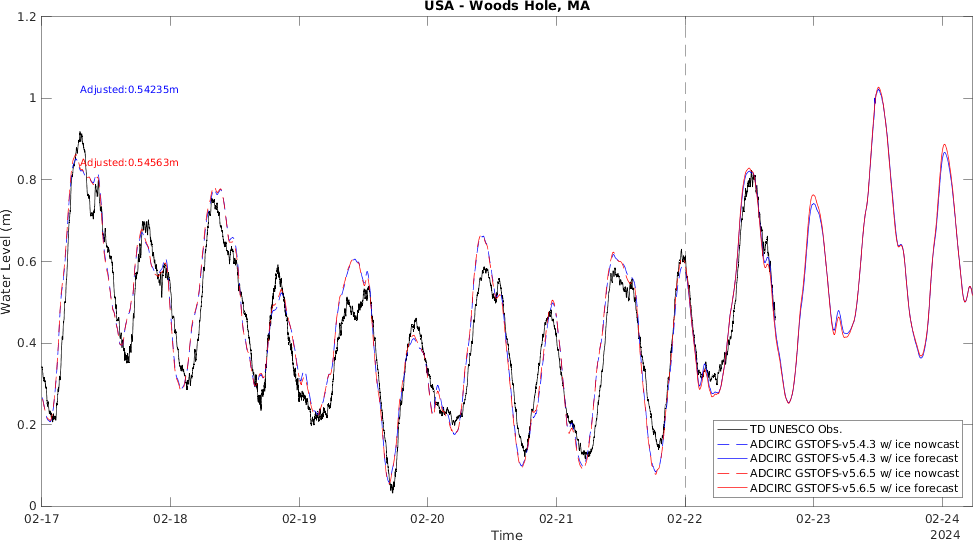 USA - Woods Hole, MA
1.2
1
0.8
0.6
0.4
0.2
0
Water Level (m)
Adjusted:0.54235m
Adjusted:0.54563m
TD UNESCO Obs.
ADCIRC GSTOFS-v5.4.3 w/ ice nowcast
ADCIRC GSTOFS-v5.4.3 w/ ice forecast
ADCIRC GSTOFS-v5.6.5 w/ ice nowcast
ADCIRC GSTOFS-v5.6.5 w/ ice forecast
02-17 02-18 02-19 02-20 02-21 02-22 02-23 02-24
2024
Time